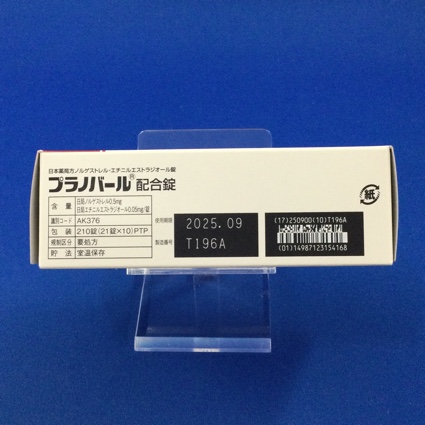 日本薬局方ノルゲストレル・エチニルエストラジオール錠
プラノバール®配合錠
含量 日局ノルゲストレル0.5mg
日局エチニルエストラジオール0.05mg/錠
識別コード AK376
包装 210錠(21錠×10)PTP
規制区分 要処方
貯法 室温保存
使用期限 2025.09
製造番号 T196A
(17)250900(10)T196A
(01)14987123154168
紙